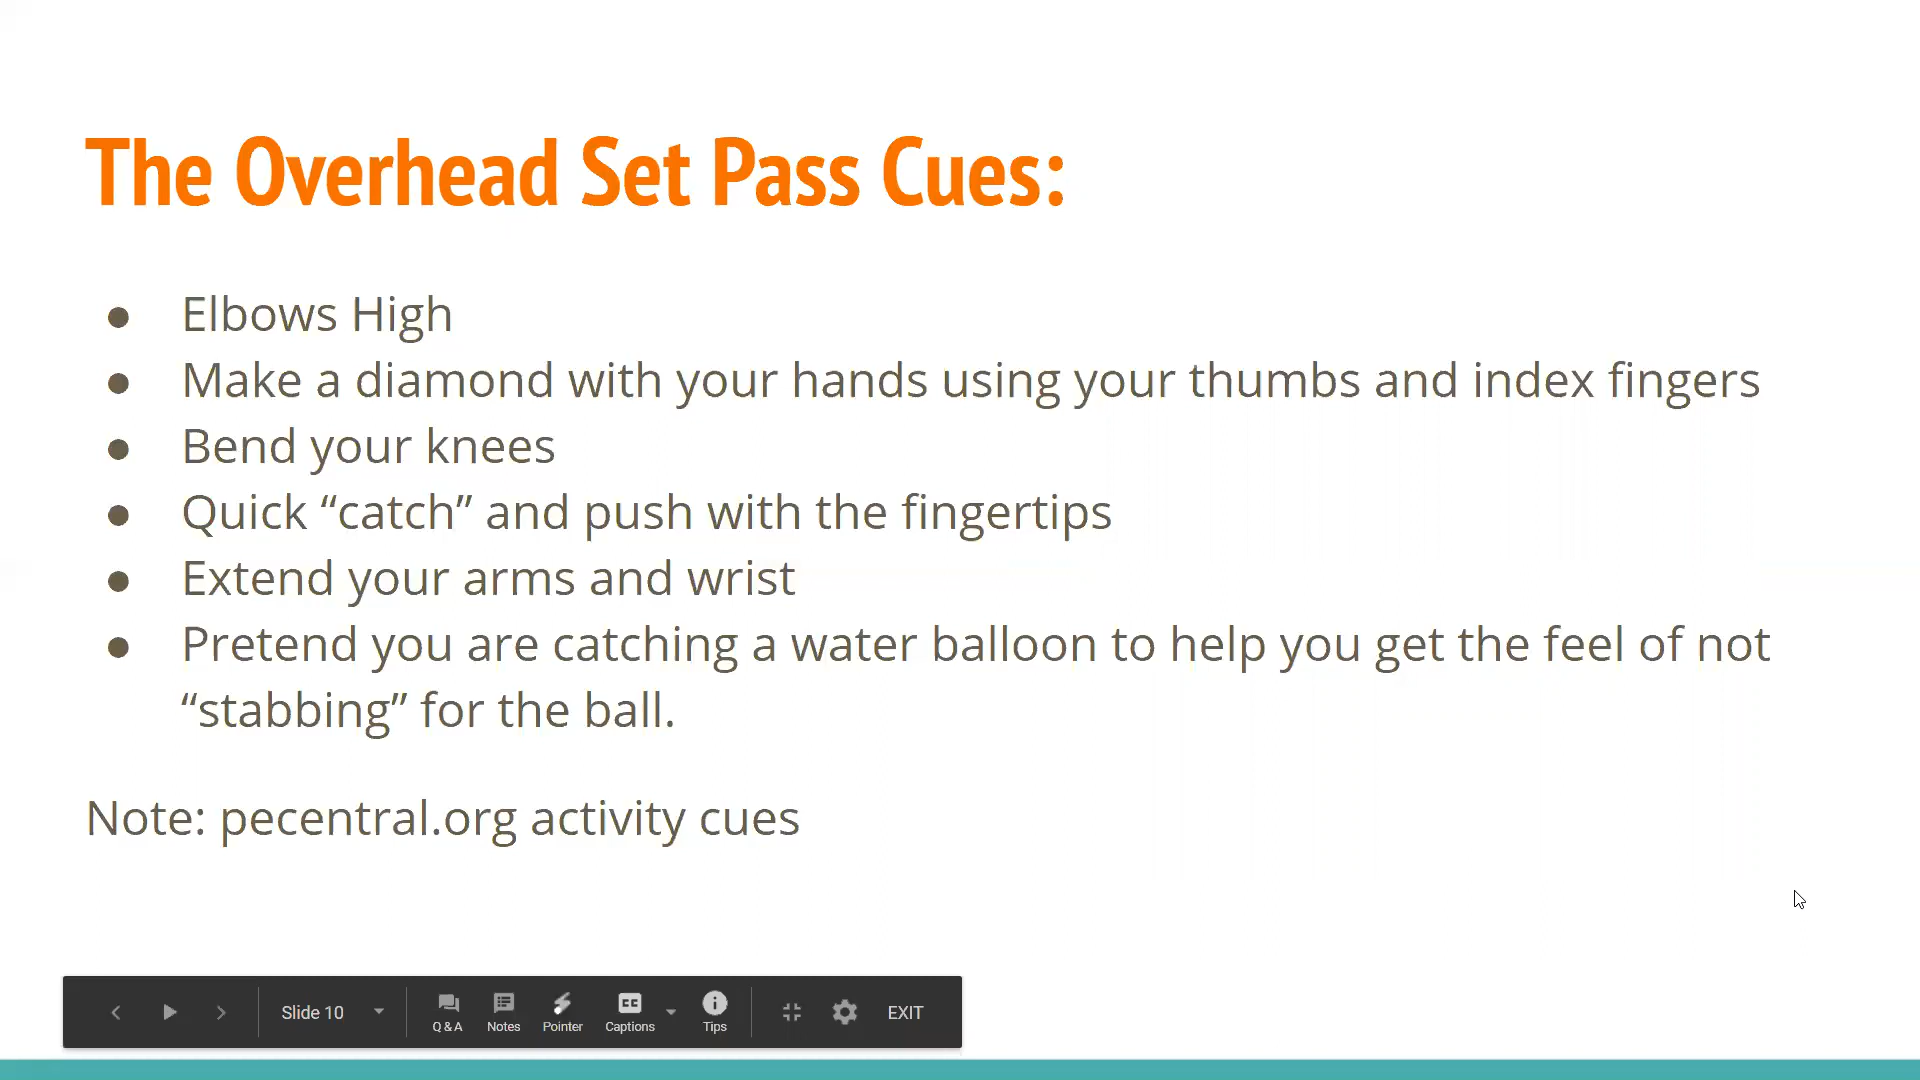 The Overhead Set Pass Cues:
● Elbows High
● Make a diamond with your hands using your thumbs and index fingers
● Bend your knees
● Quick “catch” and push with the fingertips
● Extend your arms and wrist
● Pretend you are catching a water balloon to help you get the feel of not
“stabbing” for the ball.
Note: pecentral.org activity cues
Slide 10 Q & A Notes Pointer CC Captions Tips EXIT